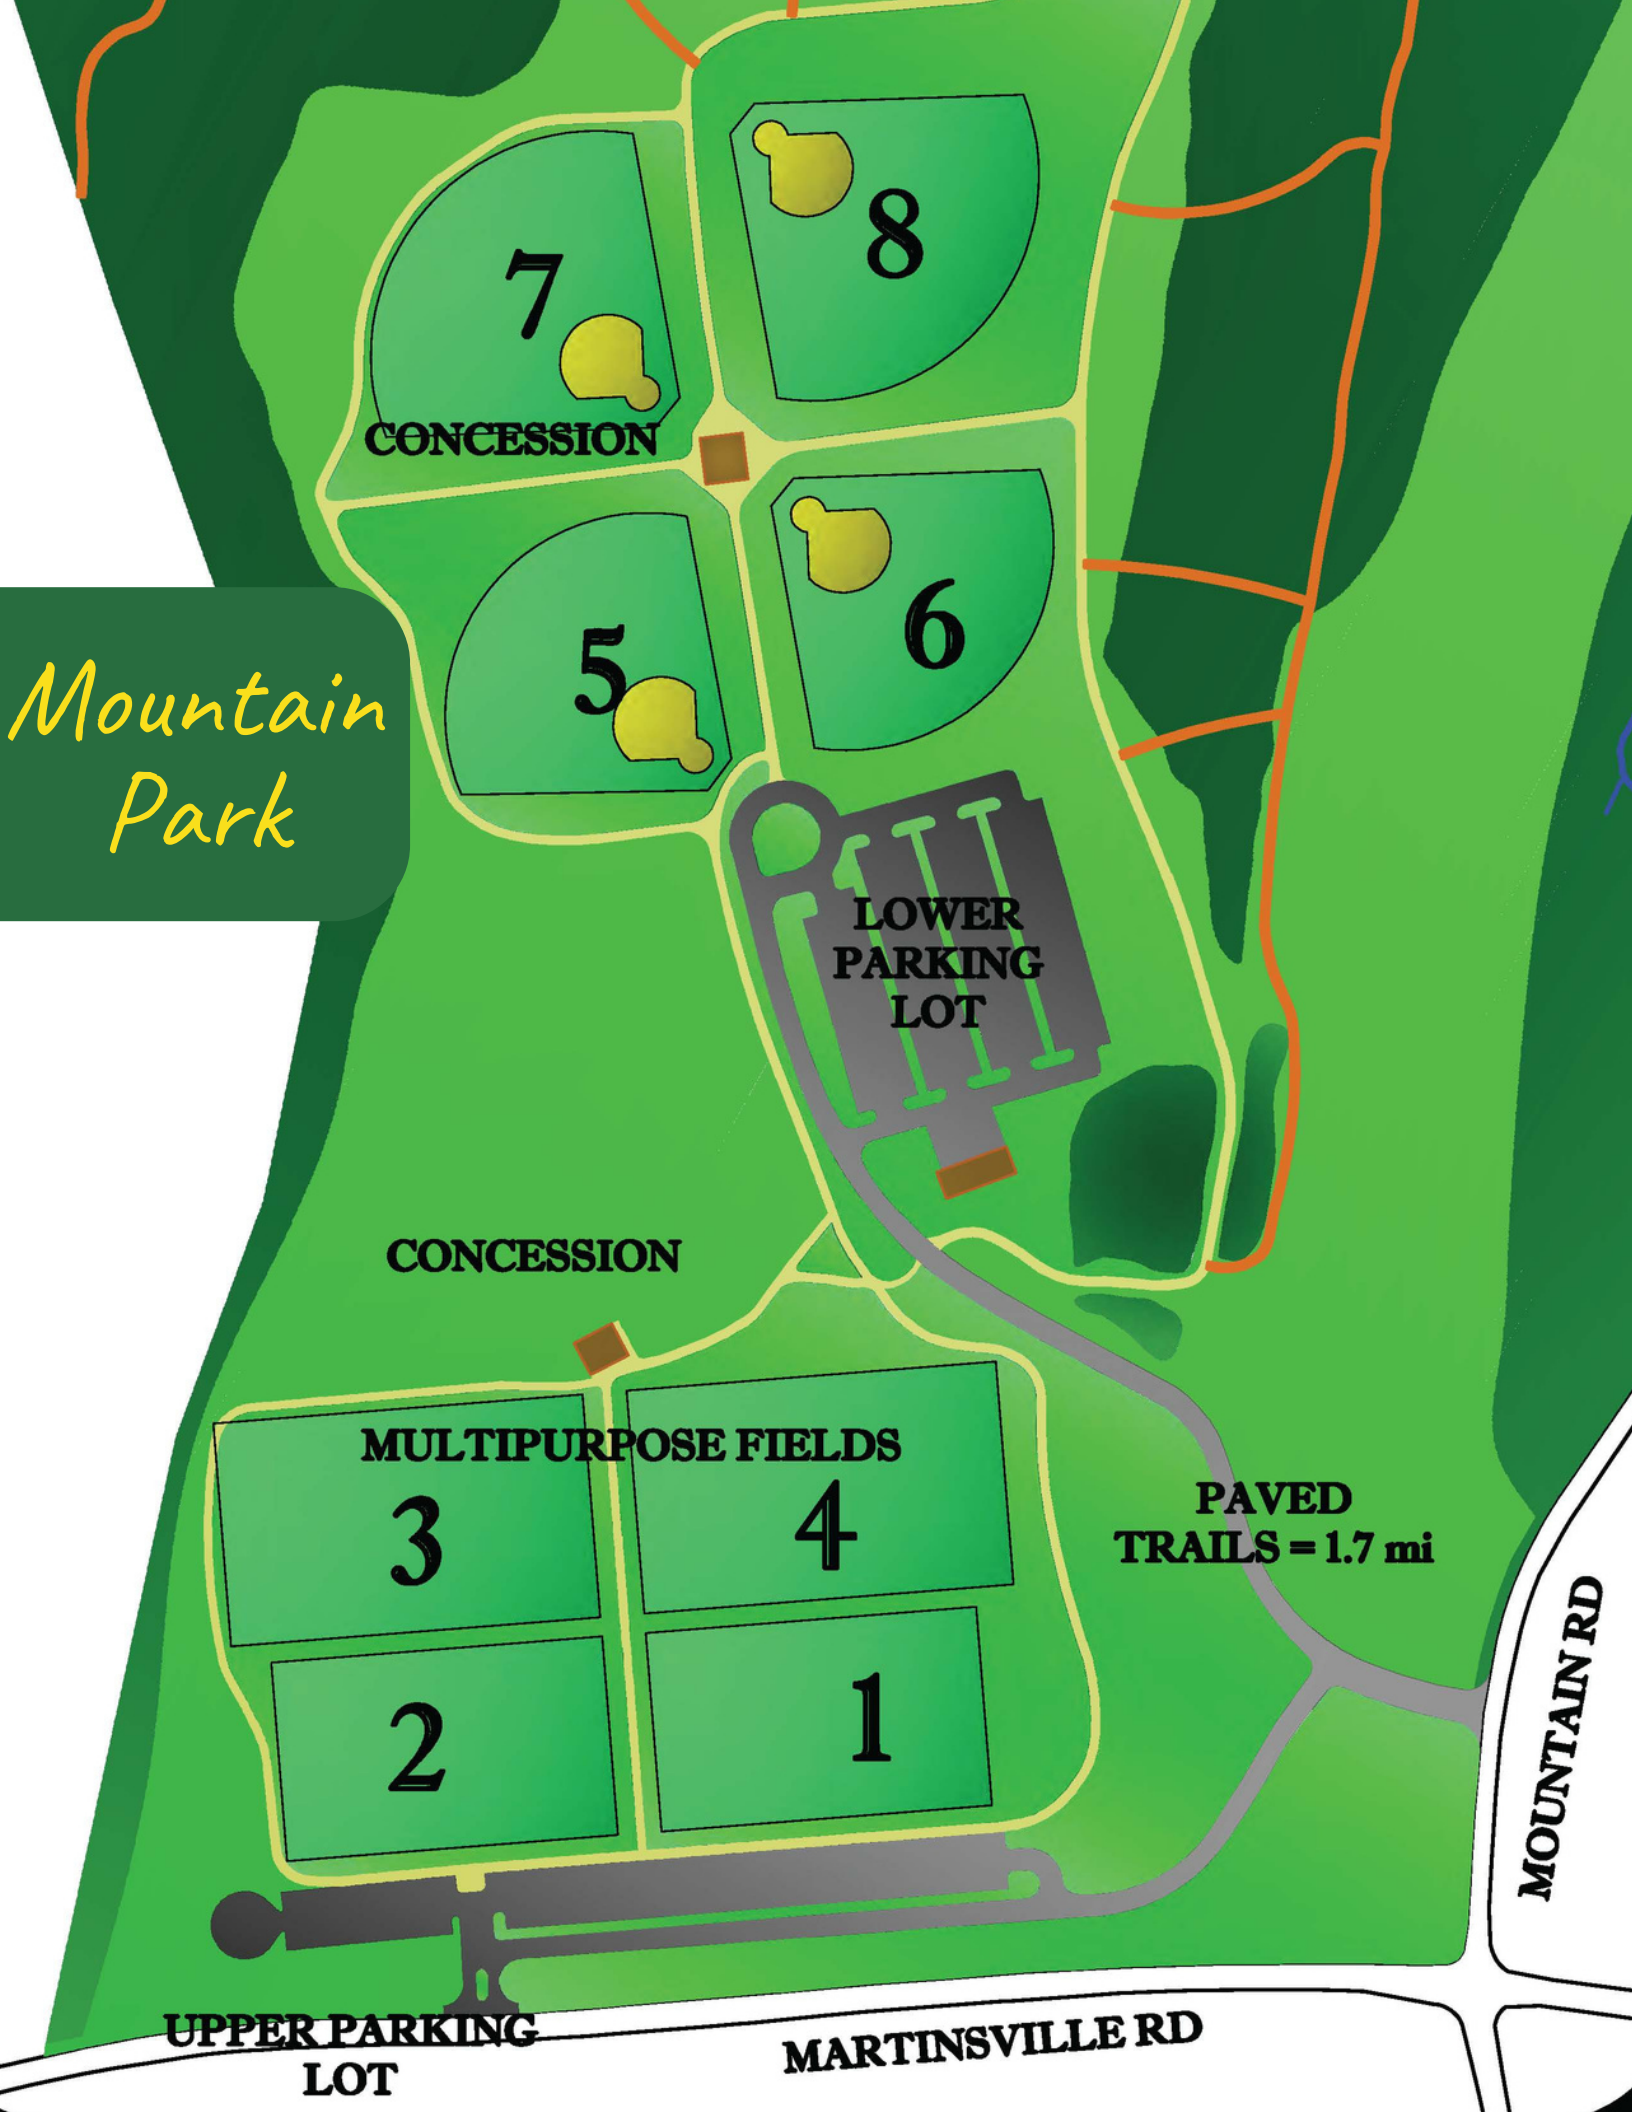 7
8
CONCESSION
5
6
Mountain
Park
LOWER
PARKING
LOT
CONCESSION
MULTIPURPOSE FIELDS
3
4
PAVED
TRAILS = 1.7 mi
2
1
MOUNTAIN RD
UPPER PARKING
LOT
MARTINSVILLE RD